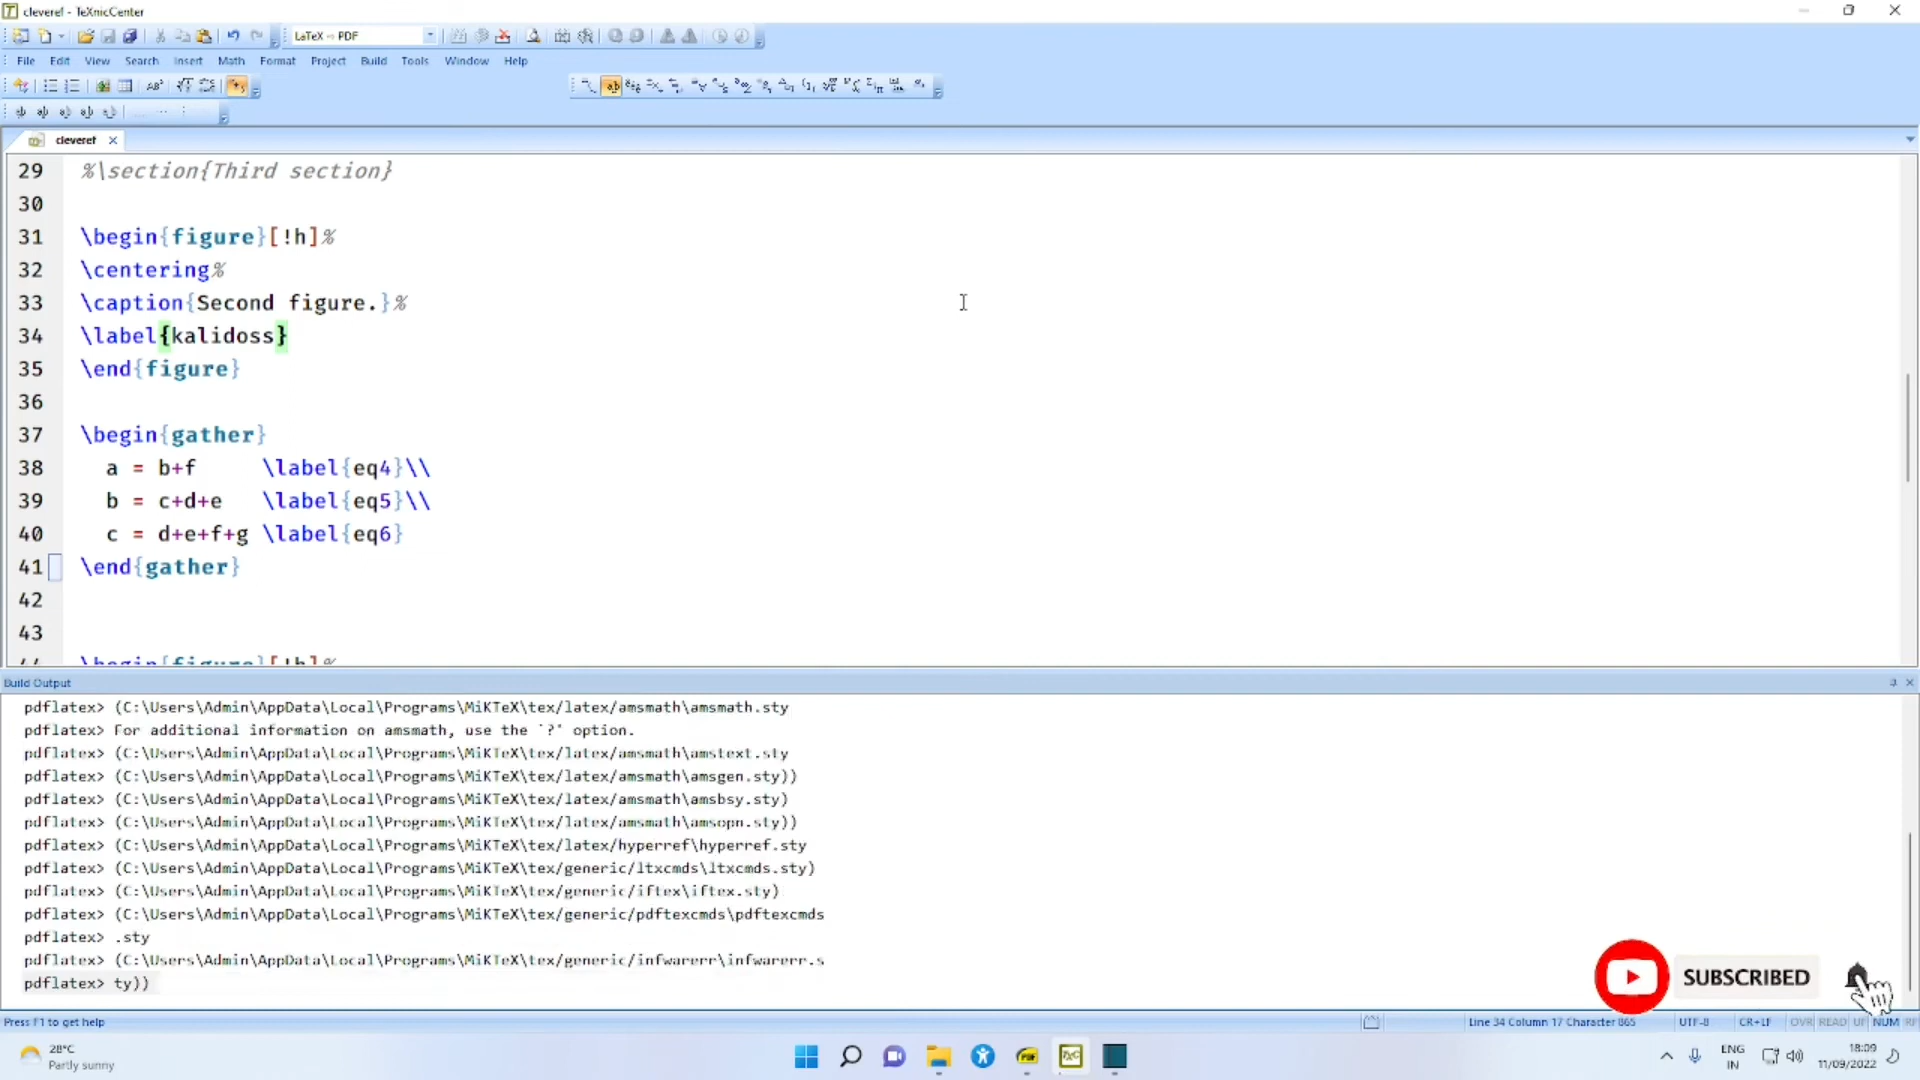 cleveref - TeXnicCenter
LaTeX ⇨ PDF
File Edit View Search Insert Math Format Project Build Tools Window Help
cleveref
29 %\section{Third section}
30
31 \begin{figure}[!h]%
32 \centering%
33 \caption{Second figure.}%
34 \label{kalidoss}
35 \end{figure}
36
37 \begin{gather}
38 a = b+f \label{eq4}\\
39 b = c+d+e \label{eq5}\\
40 c = d+e+f+g \label{eq6}
41 \end{gather}
42
43
44 \begin{figure}[!h]%
Build Output
pdflatex> (C:\Users\Admin\AppData\Local\Programs\MiKTeX\tex/latex/amsmath\amsmath.sty
pdflatex> For additional information on amsmath, use the `?' option.
pdflatex> (C:\Users\Admin\AppData\Local\Programs\MiKTeX\tex/latex/amsmath\amstext.sty
pdflatex> (C:\Users\Admin\AppData\Local\Programs\MiKTeX\tex/latex/amsmath\amsgen.sty))
pdflatex> (C:\Users\Admin\AppData\Local\Programs\MiKTeX\tex/latex/amsmath\amsbsy.sty)
pdflatex> (C:\Users\Admin\AppData\Local\Programs\MiKTeX\tex/latex/amsmath\amsopn.sty))
pdflatex> (C:\Users\Admin\AppData\Local\Programs\MiKTeX\tex/latex/hyperref\hyperref.sty
pdflatex> (C:\Users\Admin\AppData\Local\Programs\MiKTeX\tex/generic/ltxcmds\ltxcmds.sty)
pdflatex> (C:\Users\Admin\AppData\Local\Programs\MiKTeX\tex/generic/iftex\iftex.sty)
pdflatex> (C:\Users\Admin\AppData\Local\Programs\MiKTeX\tex/generic/pdftexcmds\pdftexcmds
pdflatex> .sty
pdflatex> (C:\Users\Admin\AppData\Local\Programs\MiKTeX\tex/generic/infwarerr\infwarerr.s
pdflatex> ty))
SUBSCRIBED
Press F1 to get help
Line 34 Column 17 Character 865 UTF-8 CR+LF OVR READ NUM
28°C
Partly sunny
ENG
IN
18:09
11/09/2022